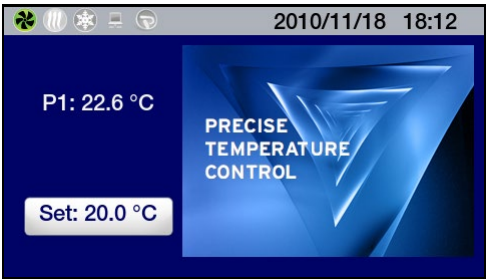 2010/11/18 18:12
P1: 22.6 °C
PRECISE
TEMPERATURE
CONTROL
Set: 20.0 °C